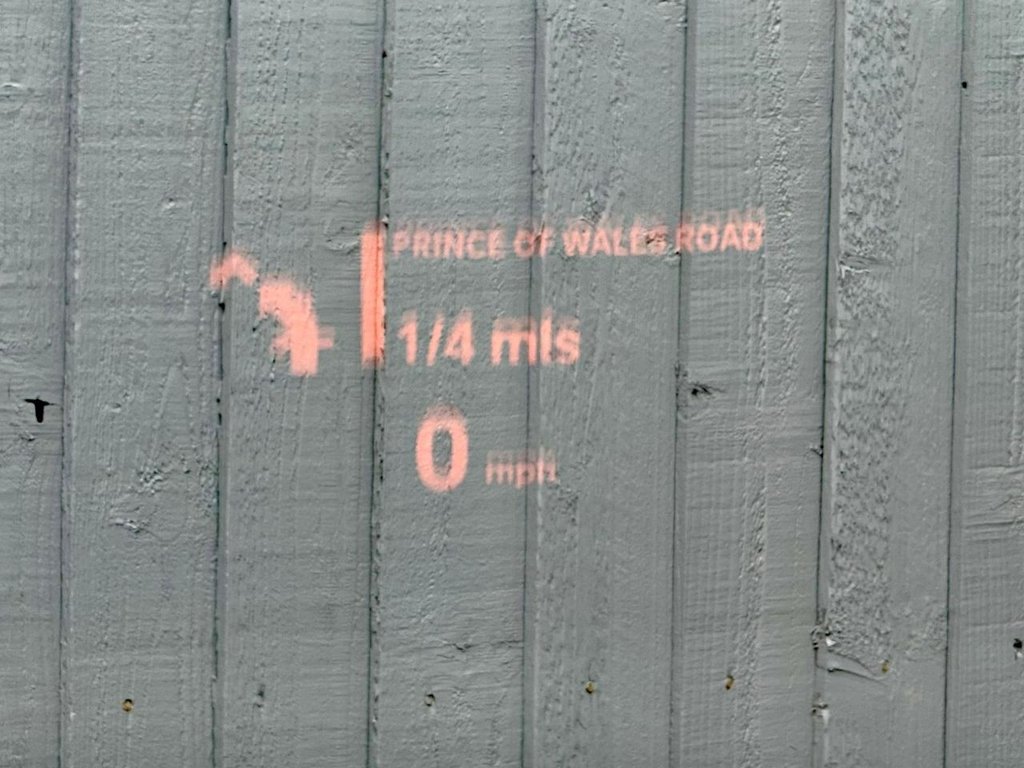 PRINCE OF WALES ROAD
1/4 mls
0 mph